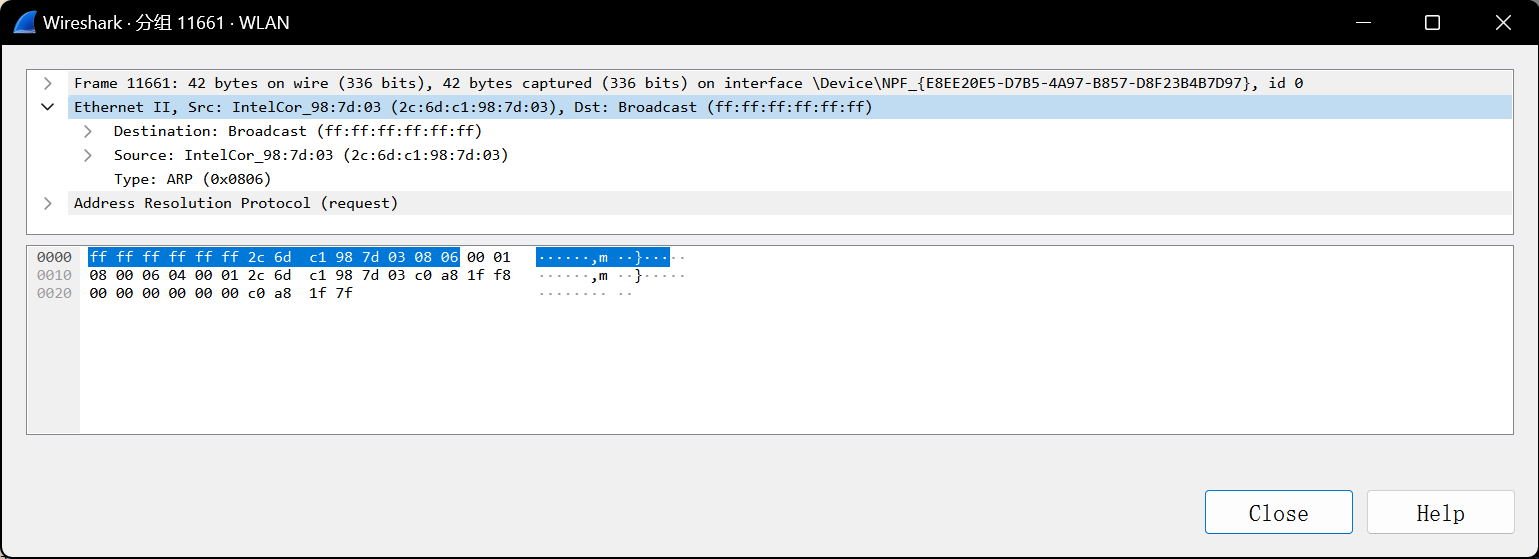 Wireshark · 分组 11661 · WLAN
Frame 11661: 42 bytes on wire (336 bits), 42 bytes captured (336 bits) on interface \Device\NPF_{E8EE20E5-D7B5-4A97-B857-D8F23B4B7D97}, id 0
Ethernet II, Src: IntelCor_98:7d:03 (2c:6d:c1:98:7d:03), Dst: Broadcast (ff:ff:ff:ff:ff:ff)
Destination: Broadcast (ff:ff:ff:ff:ff:ff)
Source: IntelCor_98:7d:03 (2c:6d:c1:98:7d:03)
Type: ARP (0x0806)
Address Resolution Protocol (request)
0000 ff ff ff ff ff ff 2c 6d c1 98 7d 03 08 06 00 01 ······,m ··}·····
0010 08 00 06 04 00 01 2c 6d c1 98 7d 03 c0 a8 1f f8 ······,m ··}·····
0020 00 00 00 00 00 00 c0 a8 1f 7f ········ ··
Close Help